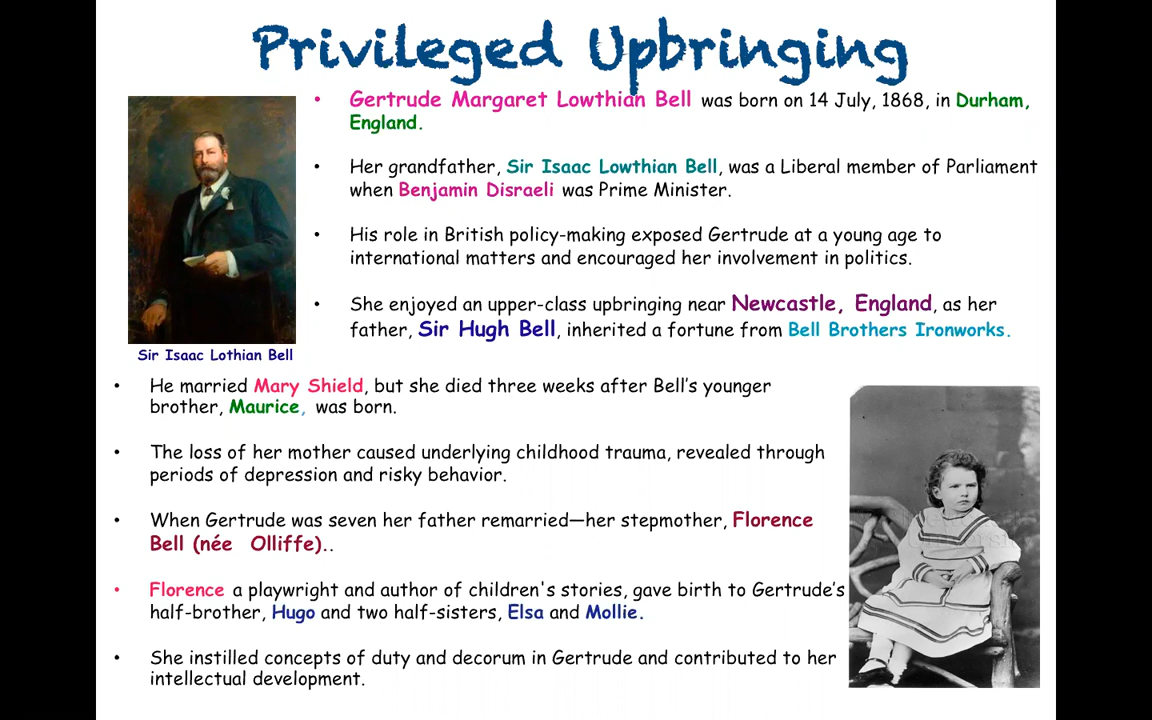 Privileged Upbringing
• Gertrude Margaret Lowthian Bell was born on 14 July, 1868, in Durham,
England.
• Her grandfather, Sir Isaac Lowthian Bell, was a Liberal member of Parliament
when Benjamin Disraeli was Prime Minister.
• His role in British policy-making exposed Gertrude at a young age to
international matters and encouraged her involvement in politics.
• She enjoyed an upper-class upbringing near Newcastle, England, as her
father, Sir Hugh Bell, inherited a fortune from Bell Brothers Ironworks.
Sir Isaac Lothian Bell
• He married Mary Shield, but she died three weeks after Bell’s younger
brother, Maurice, was born.
• The loss of her mother caused underlying childhood trauma, revealed through
periods of depression and risky behavior.
• When Gertrude was seven her father remarried—her stepmother, Florence
Bell (née Olliffe)..
• Florence a playwright and author of children's stories, gave birth to Gertrude’s
half-brother, Hugo and two half-sisters, Elsa and Mollie.
• She instilled concepts of duty and decorum in Gertrude and contributed to her
intellectual development.